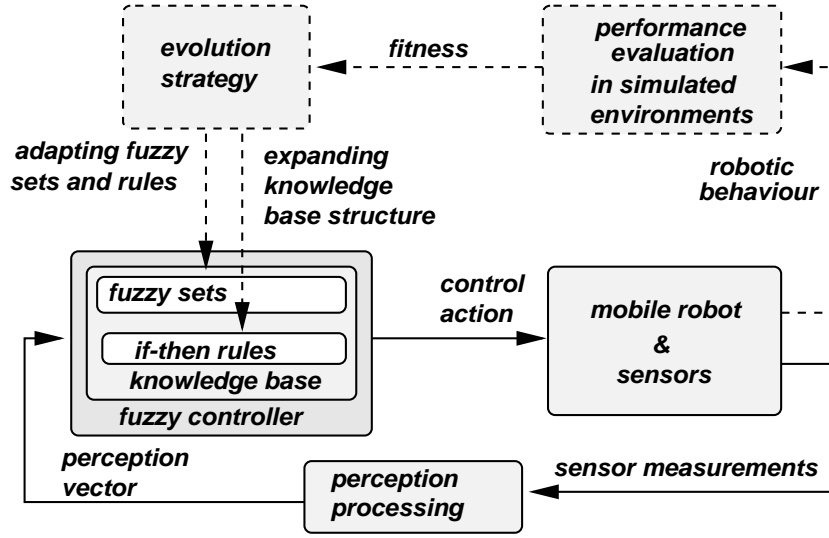 evolution
strategy
fitness
performance
evaluation
in simulated
environments
adapting fuzzy
sets and rules
expanding
knowledge
base structure
robotic
behaviour
fuzzy sets
if-then rules
knowledge base
fuzzy controller
control
action
mobile robot
&
sensors
perception
vector
perception
processing
sensor measurements